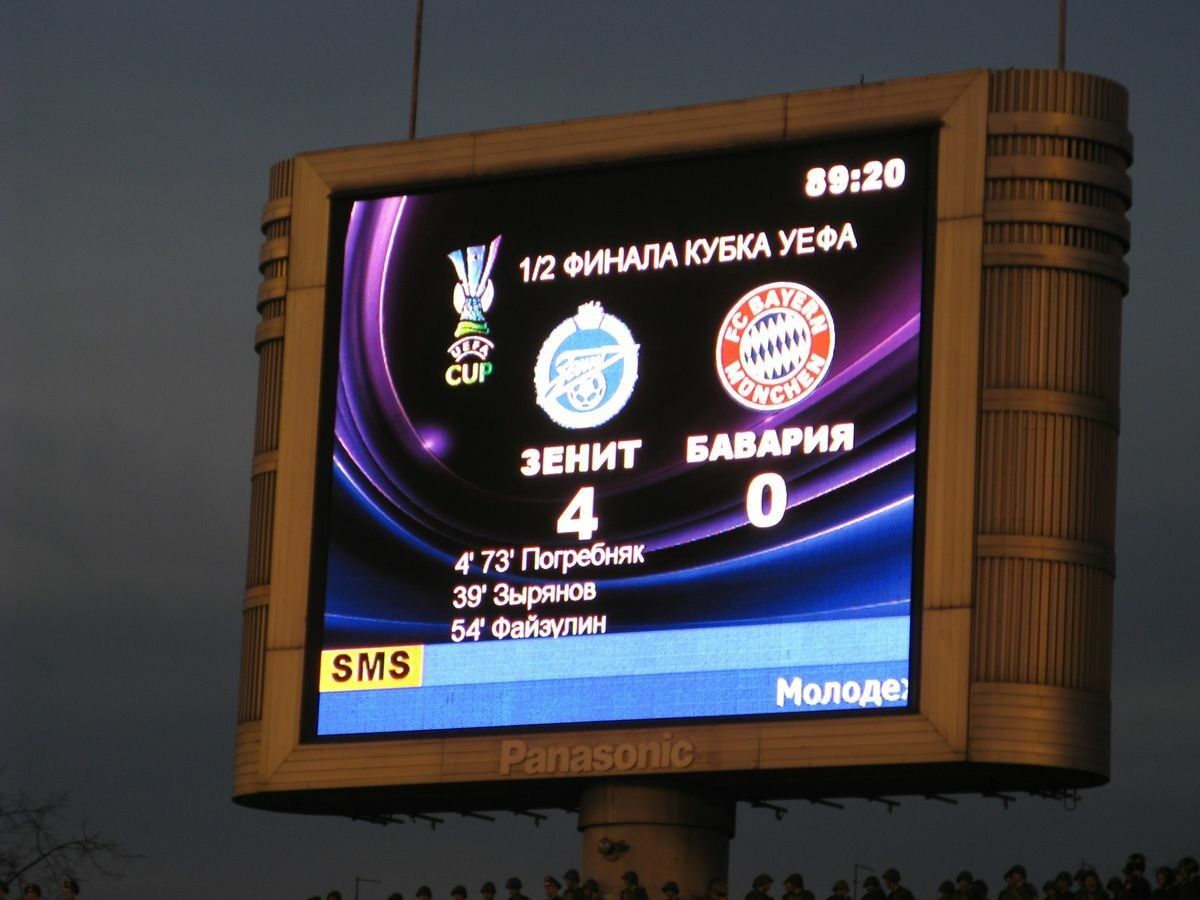 89:20
1/2 ФИНАЛА КУБКА УЕФА
UEFA
CUP
FC BAYERN
MÜNCHEN
ЗЕНИТ БАВАРИЯ
4 0
4' 73' Погребняк
39' Зырянов
54' Файзулин
SMS
Молоде
Panasonic